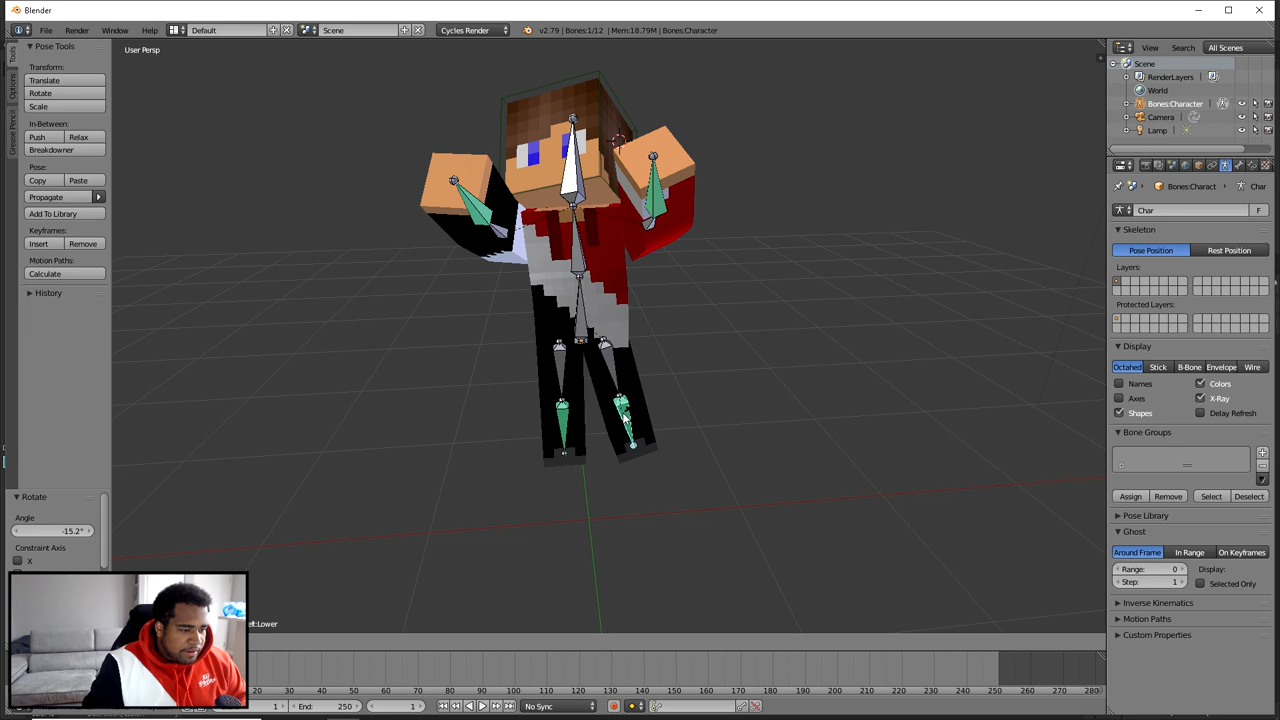 Blender
File Render Window Help Default Scene Cycles Render v2.79 | Bones:1/12 | Mem:18.79M | Bones:Character
Tools
Options
Grease Pencil
Pose Tools
Transform:
Translate
Rotate
Scale
In-Between:
Push Relax
Breakdowner
Pose:
Copy Paste
Propagate
Add To Library
Keyframes:
Insert Remove
Motion Paths:
Calculate
History
Rotate
Angle
-15.2°
Constraint Axis
X
User Persp
View Search All Scenes
Scene
RenderLayers
World
Bones:Character
Camera
Lamp
Bones:Charact Char
Char F
Skeleton
Pose Position Rest Position
Layers:
Protected Layers:
Display
Octahed Stick B-Bone Envelope Wire
Names Colors
Axes X-Ray
Shapes Delay Refresh
Bone Groups
Assign Remove Select Deselect
Pose Library
Ghost
Around Frame In Range On Keyframes
Range: 0 Display:
Step: 1 Selected Only
Inverse Kinematics
Motion Paths
Custom Properties
:Lower
20 30 40 50 60 70 80 90 100 110 120 130 140 150 160 170 180 190 200 210 220 230 240 250 260 270 280
1 End: 250 1 No Sync